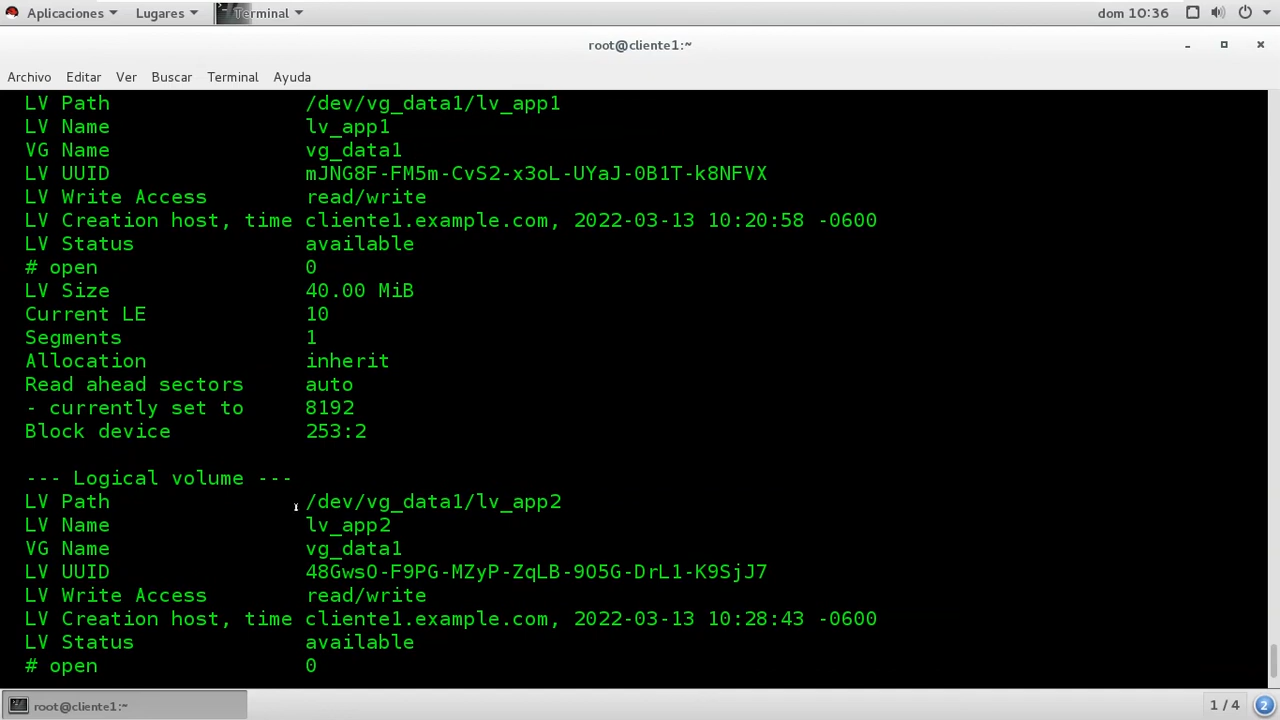 Aplicaciones Lugares Terminal dom 10:36
root@cliente1:~
Archivo Editar Ver Buscar Terminal Ayuda
LV Path /dev/vg_data1/lv_app1
LV Name lv_app1
VG Name vg_data1
LV UUID mJNG8F-FM5m-CvS2-x3oL-UYaJ-0B1T-k8NFVX
LV Write Access read/write
LV Creation host, time cliente1.example.com, 2022-03-13 10:20:58 -0600
LV Status available
# open 0
LV Size 40.00 MiB
Current LE 10
Segments 1
Allocation inherit
Read ahead sectors auto
- currently set to 8192
Block device 253:2
--- Logical volume ---
LV Path /dev/vg_data1/lv_app2
LV Name lv_app2
VG Name vg_data1
LV UUID 48GwsO-F9PG-MZyP-ZqLB-9O5G-DrL1-K9SjJ7
LV Write Access read/write
LV Creation host, time cliente1.example.com, 2022-03-13 10:28:43 -0600
LV Status available
# open 0
root@cliente1:~ 1 / 4 2